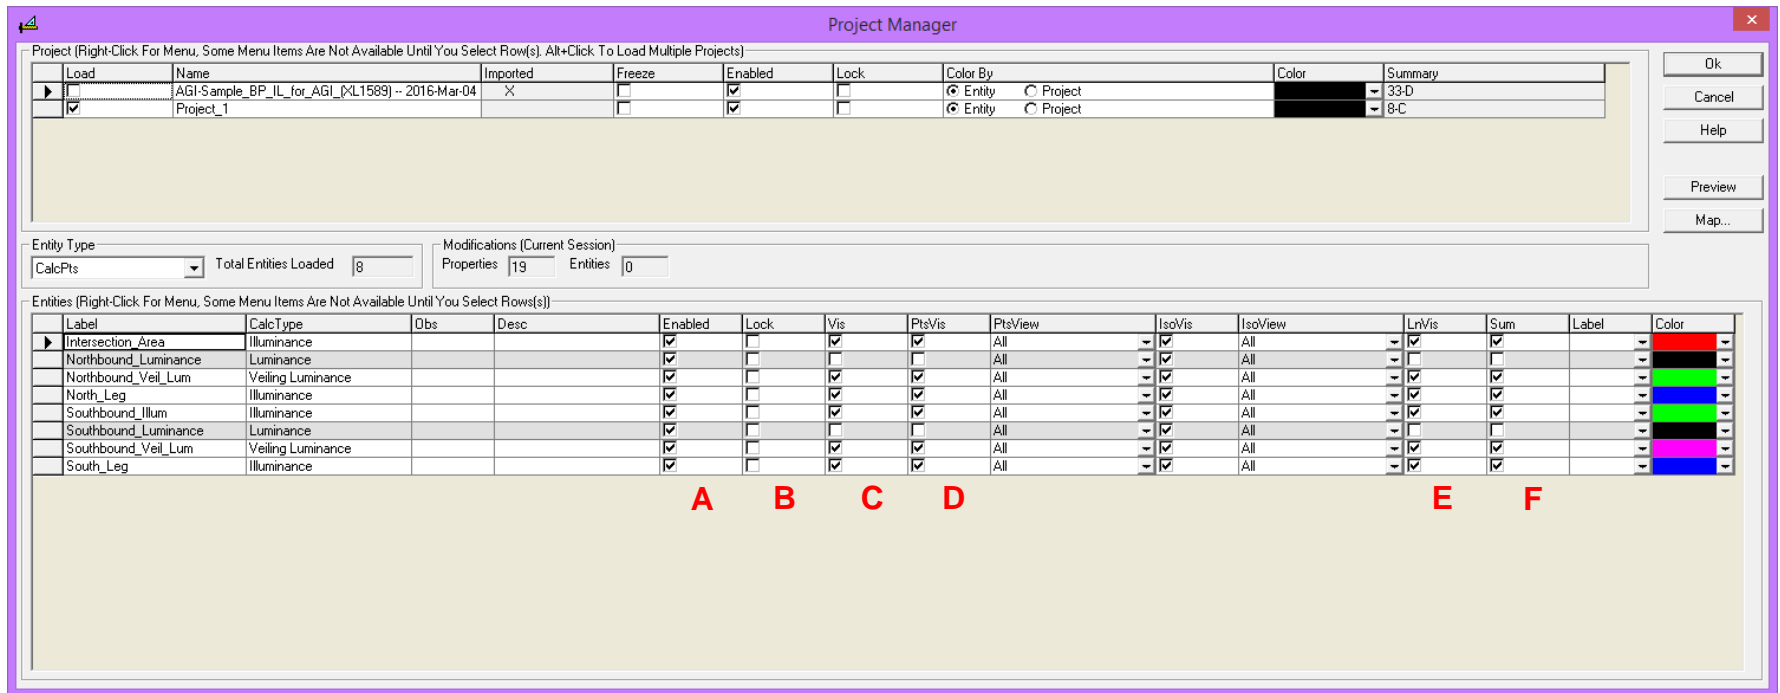 Project Manager
Project (Right-Click For Menu, Some Menu Items Are Not Available Until You Select Row(s). Alt+Click To Load Multiple Projects)
Load Name Imported Freeze Enabled Lock Color By Color Summary
AGI-Sample_BP_IL_for_AGI_(XL1589) -- 2016-Mar-04 X Entity Project 33-D
Project_1 Entity Project 8-C
Ok
Cancel
Help
Preview
Map...
Entity Type
CalcPts Total Entities Loaded 8
Modifications (Current Session)
Properties 19 Entities 0
Entities (Right-Click For Menu, Some Menu Items Are Not Available Until You Select Rows(s))
Label CalcType Obs Desc Enabled Lock Vis PtsVis PtsView IsoVis IsoView LnVis Sum Label Color
Intersection_Area Illuminance All All
Northbound_Luminance Luminance All All
Northbound_Veil_Lum Veiling Luminance All All
North_Leg Illuminance All All
Southbound_Illum Illuminance All All
Southbound_Luminance Luminance All All
Southbound_Veil_Lum Veiling Luminance All All
South_Leg Illuminance All All
A B C D E F